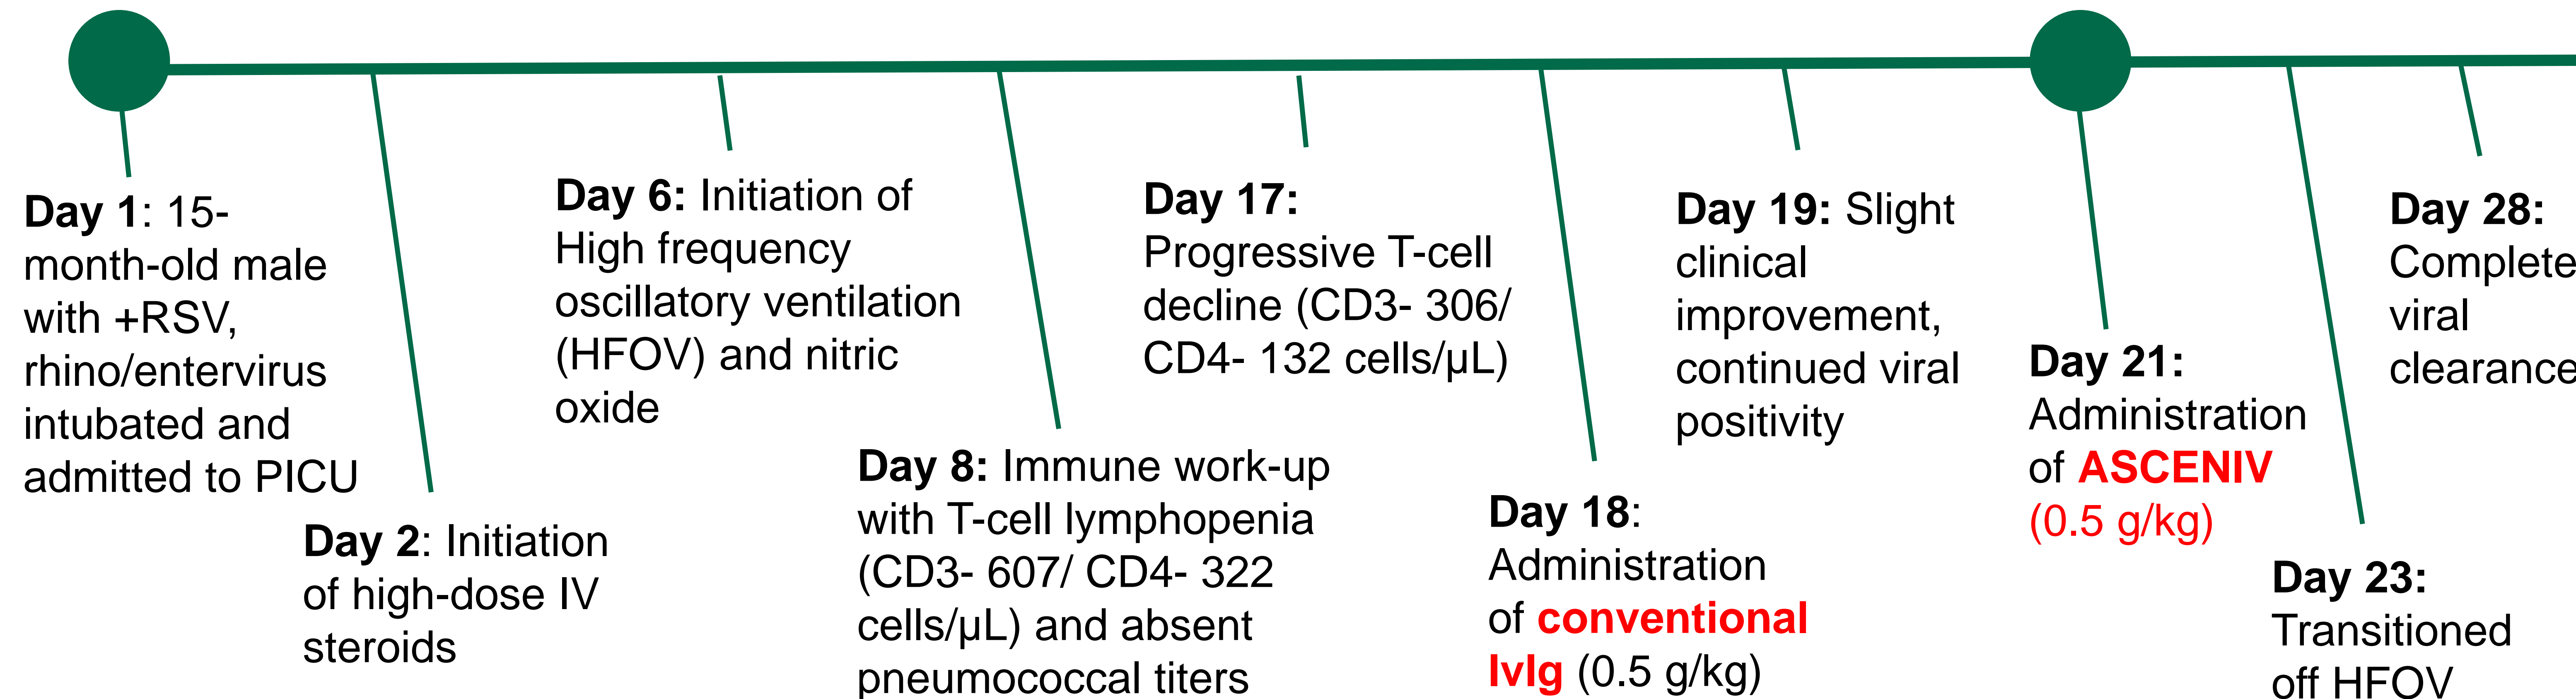 Day 1: 15-
month-old male
with +RSV,
rhino/entervirus
intubated and
admitted to PICU
Day 2: Initiation
of high-dose IV
steroids
Day 6: Initiation of
High frequency
oscillatory ventilation
(HFOV) and nitric
oxide
Day 8: Immune work-up
with T-cell lymphopenia
(CD3- 607/ CD4- 322
cells/µL) and absent
pneumococcal titers
Day 17:
Progressive T-cell
decline (CD3- 306/
CD4- 132 cells/µL)
Day 18:
Administration
of conventional
IvIg (0.5 g/kg)
Day 19: Slight
clinical
improvement,
continued viral
positivity
Day 21:
Administration
of ASCENIV
(0.5 g/kg)
Day 23:
Transitioned
off HFOV
Day 28:
Complete
viral
clearance